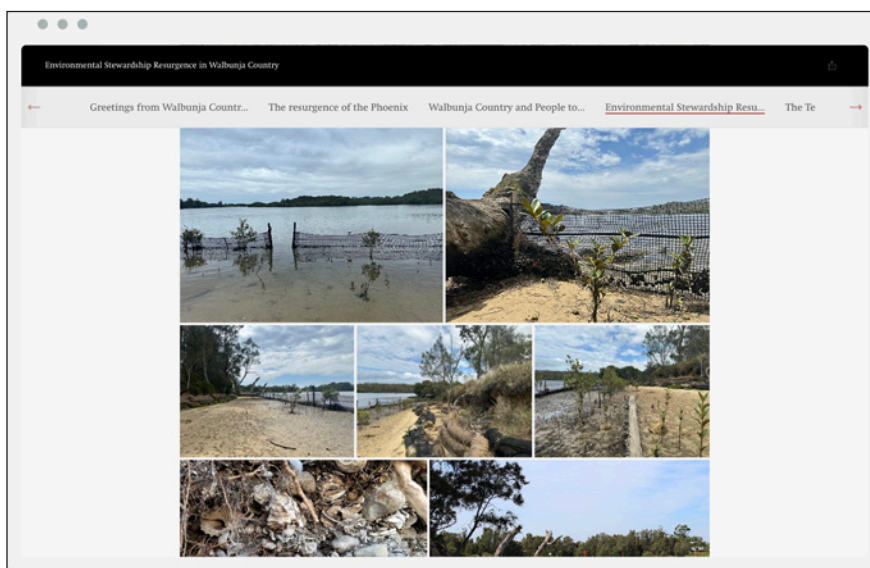 Environmental Stewardship Resurgence in Walbunja Country
Greetings from Walbunja Countr... The resurgence of the Phoenix Walbunja Country and People to... Environmental Stewardship Resu... The Te